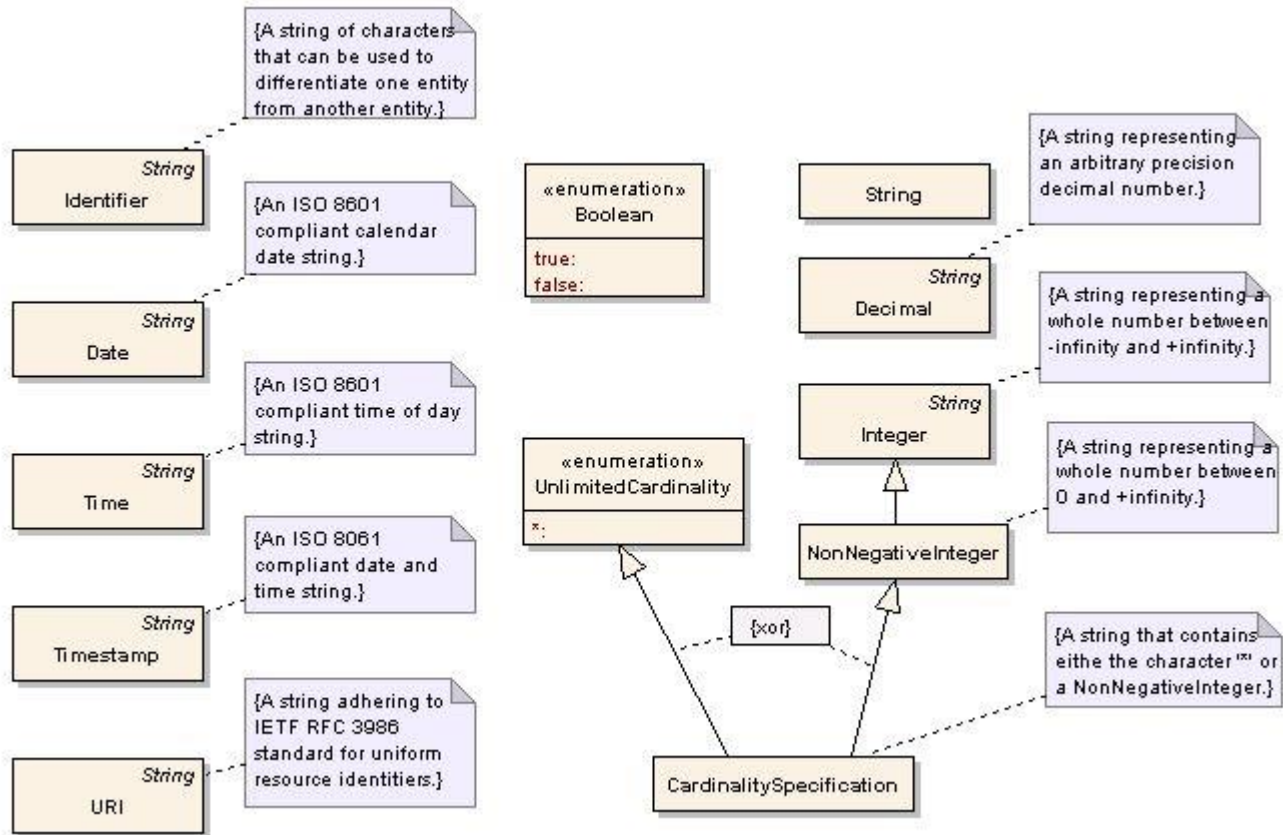 {A string of characters
that can be used to
differentiate one entity
from another entity.}
String
Identifier
{An ISO 8601
compliant calendar
date string.}
String
Date
{An ISO 8601
compliant time of day
string.}
String
Time
{An ISO 8061
compliant date and
time string.}
String
Timestamp
{A string adhering to
IETF RFC 3986
standard for uniform
resource identitiers.}
String
URI
«enumeration»
Boolean
true:
false:
«enumeration»
UnlimitedCardinality
*:
{xor}
CardinalitySpecification
String
{A string representing
an arbitrary precision
decimal number.}
String
Decimal
{A string representing a
whole number between
-infinity and +infinity.}
String
Integer
{A string representing a
whole number between
0 and +infinity.}
NonNegativeInteger
{A string that contains
eithe the character "*" or
a NonNegativeInteger.}